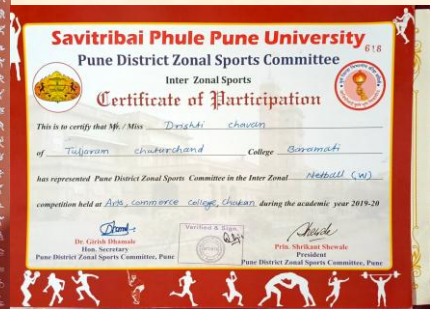 Savitribai Phule Pune University
618
Pune District Zonal Sports Committee
Inter Zonal Sports
Certificate of Participation
This is to certify that Mr. / Miss Drishti chavan
of Tuljaram chaturchand College Baramati
has represented Pune District Zonal Sports Committee in the Inter Zonal Netball (W)
competition held at Arts, commerce college, Chakan during the academic year 2019-20
Verified & Sign.
Dr. Girish Dhamale
Hon. Secretary
Pune District Zonal Sports Committee, Pune
Prin. Shrikant Shewale
President
Pune District Zonal Sports Committee, Pune